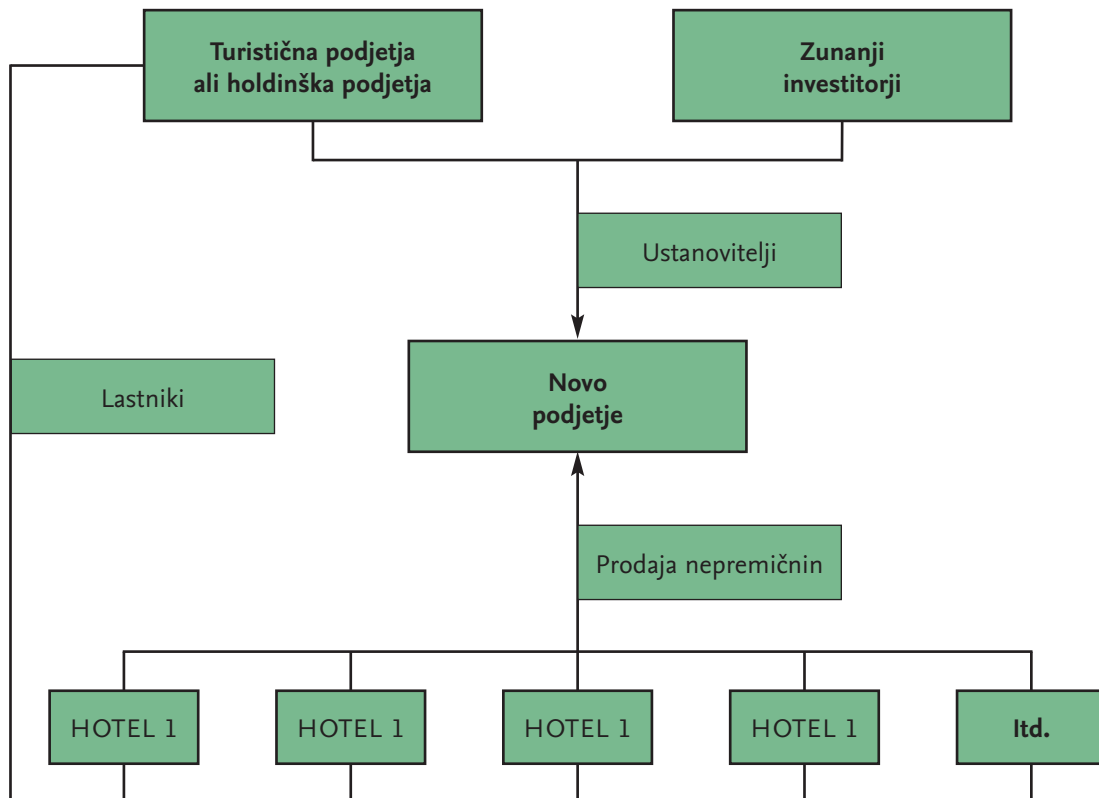 Turistična podjetja
ali holdinška podjetja
Zunanji
investitorji
Ustanovitelji
Novo
podjetje
Lastniki
Prodaja nepremičnin
HOTEL 1
HOTEL 1
HOTEL 1
HOTEL 1
Itd.